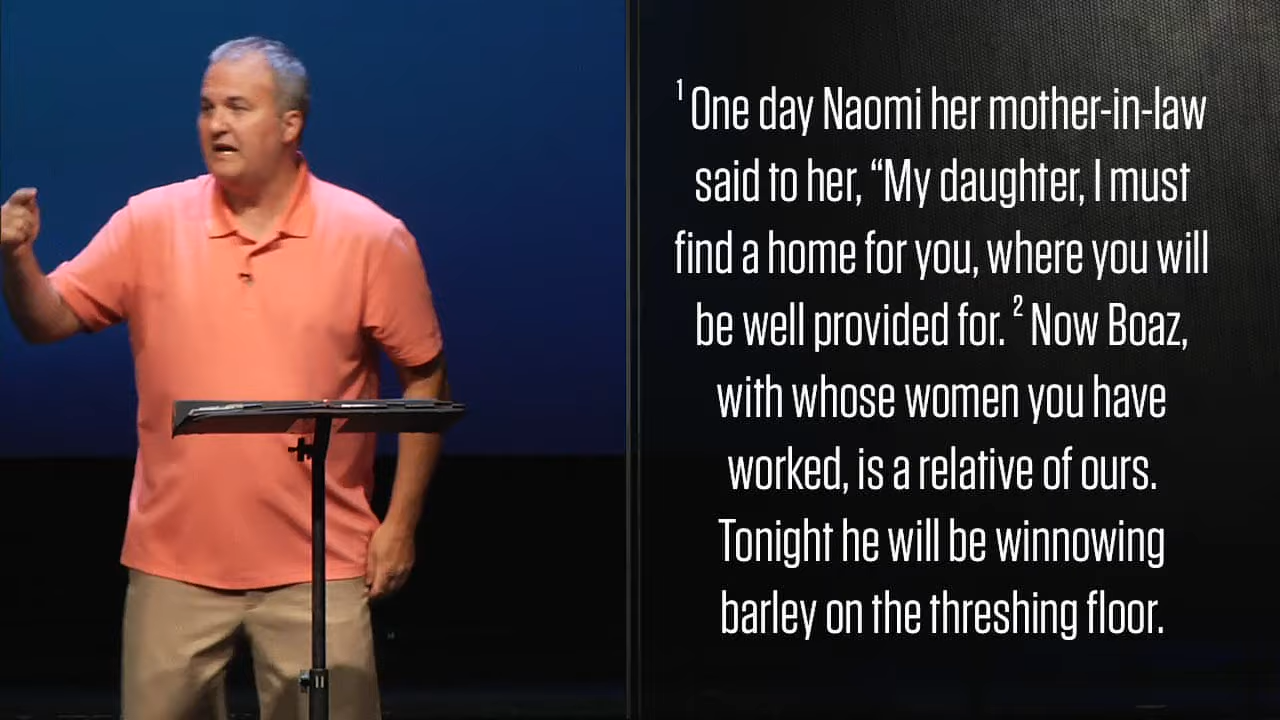 ¹ One day Naomi her mother-in-law
said to her, “My daughter, I must
find a home for you, where you will
be well provided for. ² Now Boaz,
with whose women you have
worked, is a relative of ours.
Tonight he will be winnowing
barley on the threshing floor.